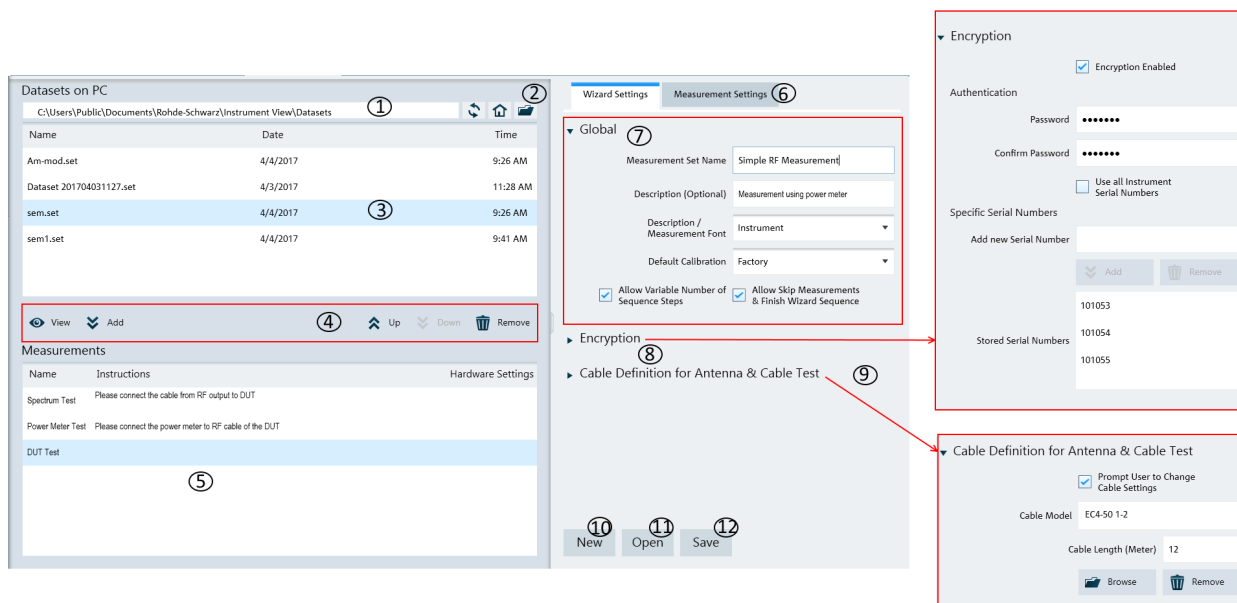 Datasets on PC
②
C:\Users\Public\Documents\Rohde-Schwarz\Instrument View\Datasets ①
Name Date Time
Am-mod.set 4/4/2017 9:26 AM
Dataset 201704031127.set 4/3/2017 11:28 AM
sem.set 4/4/2017 ③ 9:26 AM
sem1.set 4/4/2017 9:41 AM
View Add ④ Up Down Remove
Measurements
Name Instructions Hardware Settings
Spectrum Test Please connect the cable from RF output to DUT
Power Meter Test Please connect the power meter to RF cable of the DUT
DUT Test
⑤
Wizard Settings Measurement Settings ⑥
Global ⑦
Measurement Set Name Simple RF Measurement
Description (Optional) Measurement using power meter
Description /
Measurement Font Instrument
Default Calibration Factory
Allow Variable Number of
Sequence Steps
Allow Skip Measurements
& Finish Wizard Sequence
Encryption
⑧
Cable Definition for Antenna & Cable Test ⑨
⑩ ⑪ ⑫
New Open Save
Encryption
Encryption Enabled
Authentication
Password •••••••
Confirm Password •••••••
Use all Instrument
Serial Numbers
Specific Serial Numbers
Add new Serial Number
Add Remove
101053
Stored Serial Numbers 101054
101055
Cable Definition for Antenna & Cable Test
Prompt User to Change
Cable Settings
Cable Model EC4-50 1-2
Cable Length (Meter) 12
Browse Remove